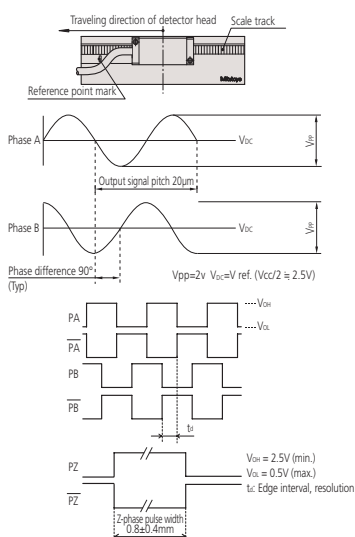 Traveling direction of detector head
Scale track
Mitutoyo
Reference point mark
Phase A
VDC
Vpp
Output signal pitch 20μm
Phase B
VDC
Vpp
Phase difference 90°
(Typ)
Vpp=2v VDC=V ref. (Vcc/2 ≒ 2.5V)
PA
VOH
VOL
PA
PB
PB
td
PZ
PZ
VOH = 2.5V (min.)
VOL = 0.5V (max.)
td: Edge interval, resolution
Z-phase pulse width
0.8±0.4mm